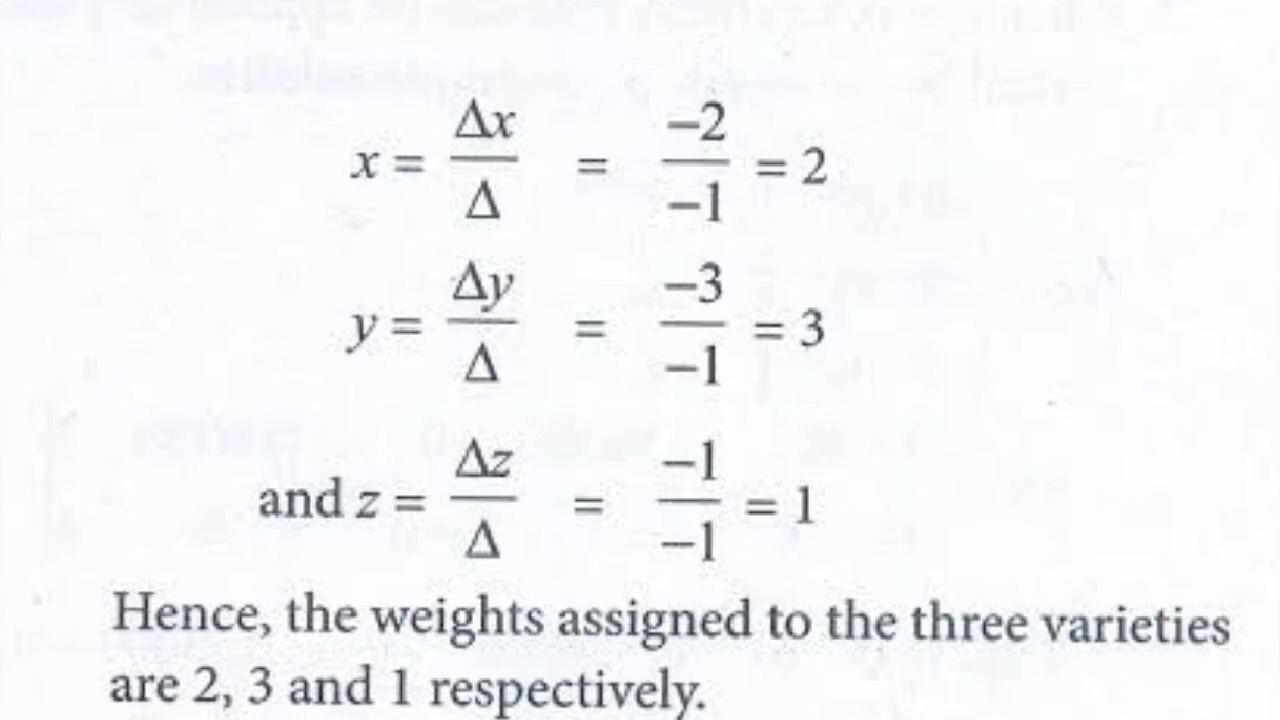 x = Δx/Δ = −2/−1 = 2
y = Δy/Δ = −3/−1 = 3
and z = Δz/Δ = −1/−1 = 1
Hence, the weights assigned to the three varieties
are 2, 3 and 1 respectively.